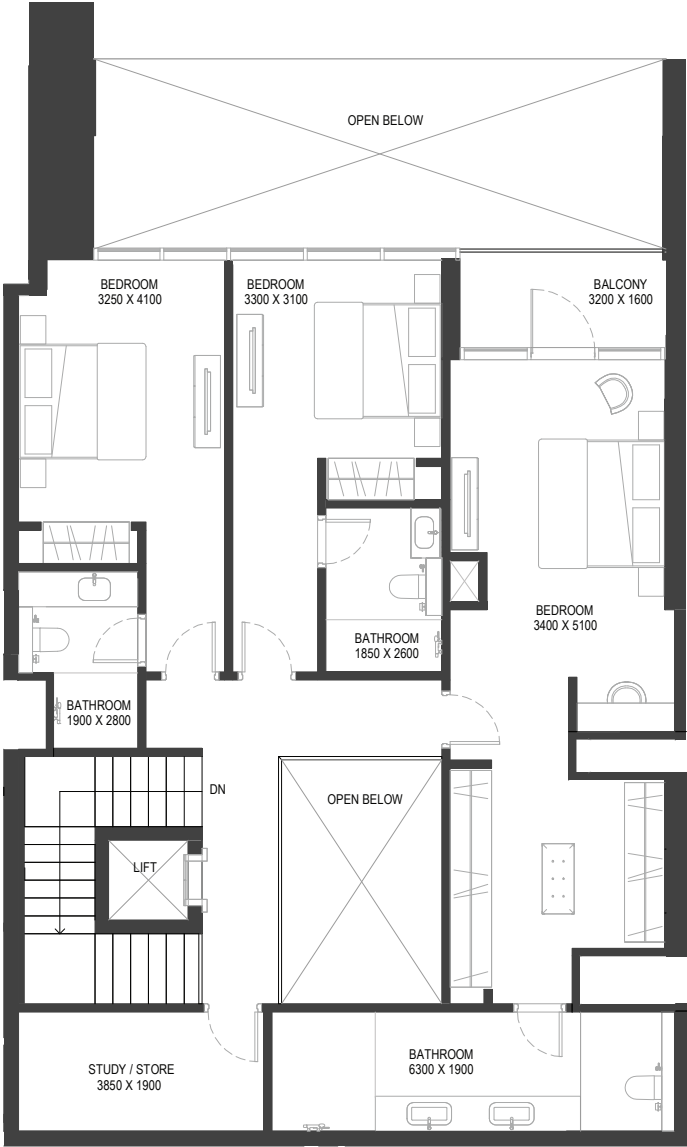 OPEN BELOW
BEDROOM
3250 X 4100
BEDROOM
3300 X 3100
BALCONY
3200 X 1600
BEDROOM
3400 X 5100
BATHROOM
1850 X 2600
BATHROOM
1900 X 2800
DN
OPEN BELOW
LIFT
STUDY / STORE
3850 X 1900
BATHROOM
6300 X 1900